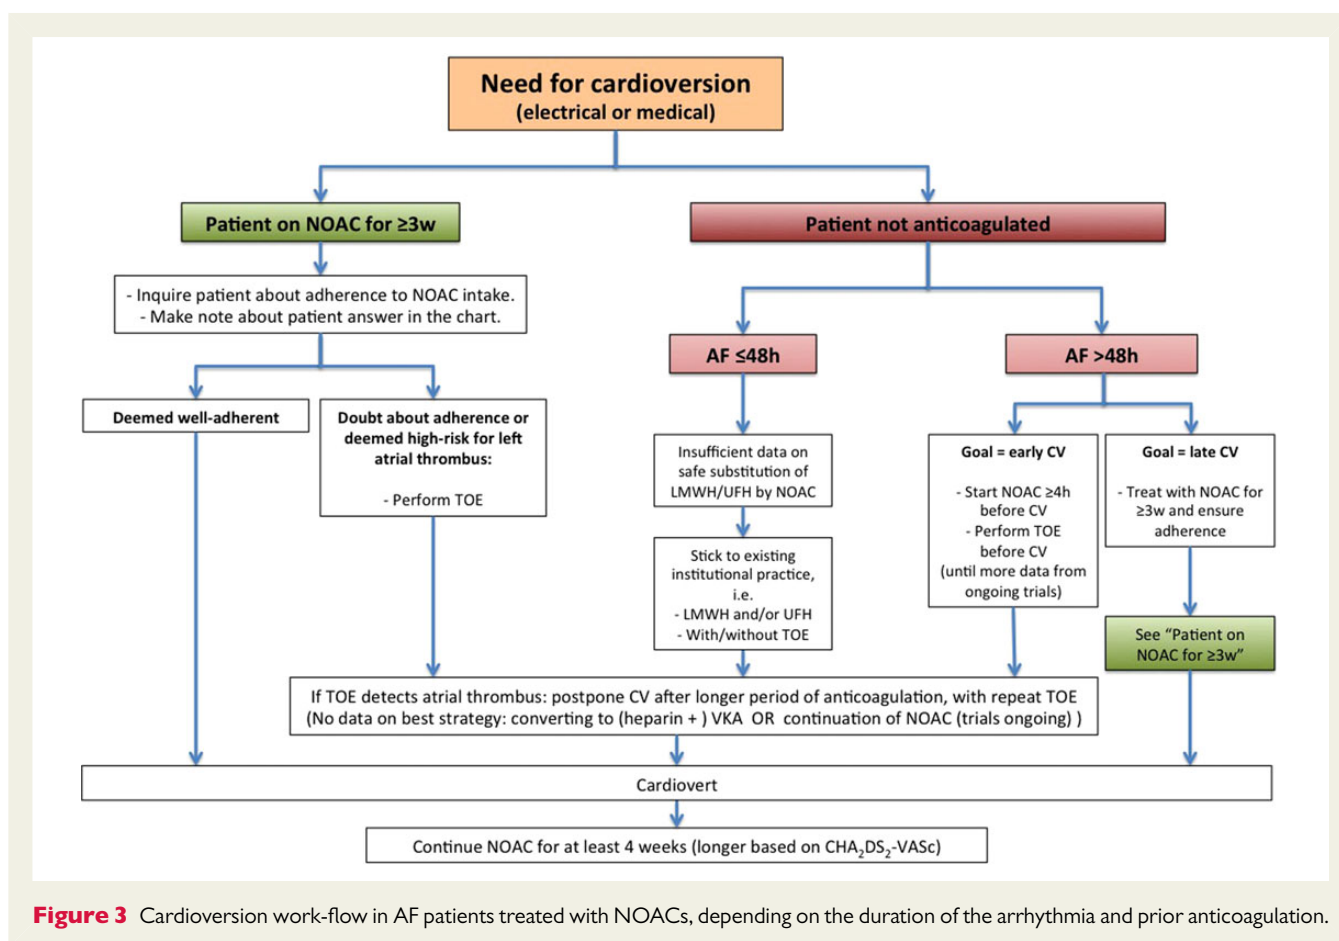 Need for cardioversion
(electrical or medical)
Patient on NOAC for ≥3w
Patient not anticoagulated
- Inquire patient about adherence to NOAC intake.
- Make note about patient answer in the chart.
AF ≤48h
AF >48h
Deemed well-adherent
Doubt about adherence or
deemed high-risk for left
atrial thrombus:
- Perform TOE
Insufficient data on
safe substitution of
LMWH/UFH by NOAC
Goal = early CV
- Start NOAC ≥4h
before CV
- Perform TOE
before CV
(until more data from
ongoing trials)
Goal = late CV
- Treat with NOAC for
≥3w and ensure
adherence
Stick to existing
institutional practice,
i.e.
- LMWH and/or UFH
- With/without TOE
See “Patient on
NOAC for ≥3w”
If TOE detects atrial thrombus: postpone CV after longer period of anticoagulation, with repeat TOE
(No data on best strategy: converting to (heparin + ) VKA OR continuation of NOAC (trials ongoing) )
Cardiovert
Continue NOAC for at least 4 weeks (longer based on CHA₂DS₂-VASc)
Figure 3 Cardioversion work-flow in AF patients treated with NOACs, depending on the duration of the arrhythmia and prior anticoagulation.